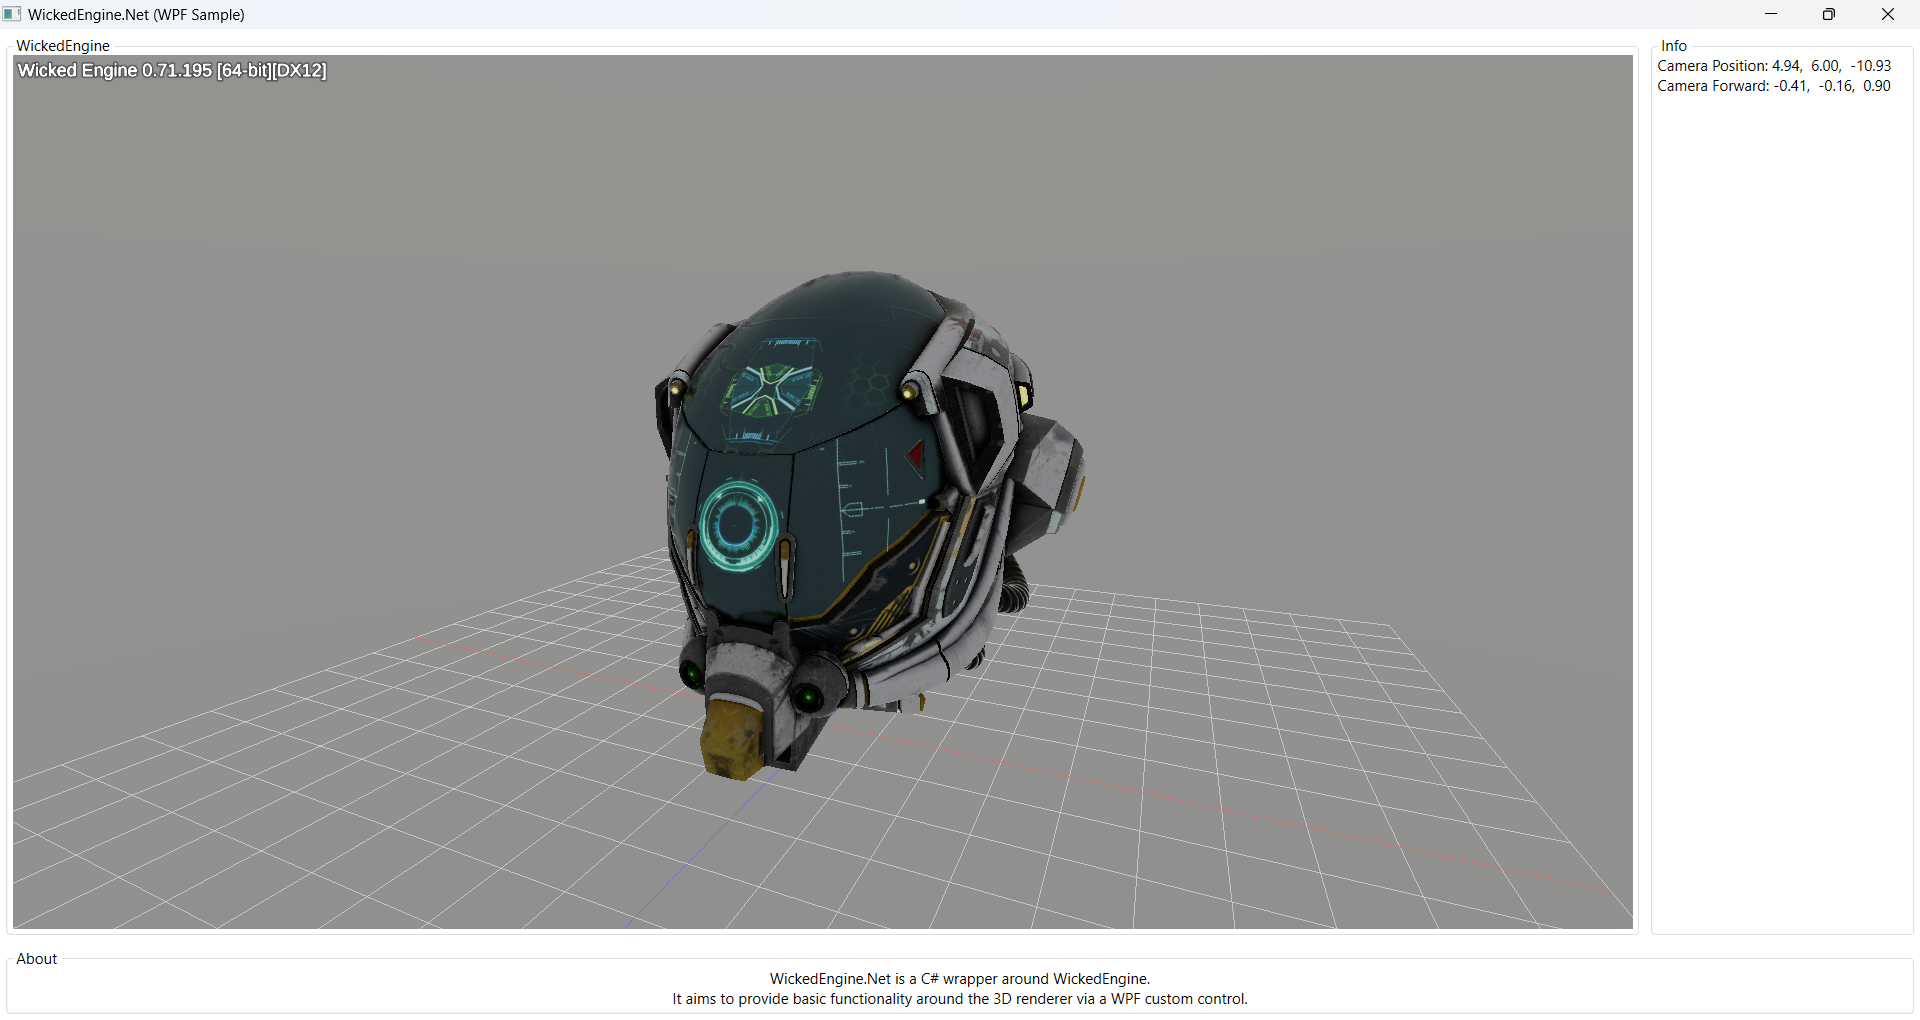 WickedEngine.Net (WPF Sample)
WickedEngine
Wicked Engine 0.71.195 [64-bit][DX12]
Info
Camera Position: 4.94, 6.00, -10.93
Camera Forward: -0.41, -0.16, 0.90
About
WickedEngine.Net is a C# wrapper around WickedEngine.
It aims to provide basic functionality around the 3D renderer via a WPF custom control.